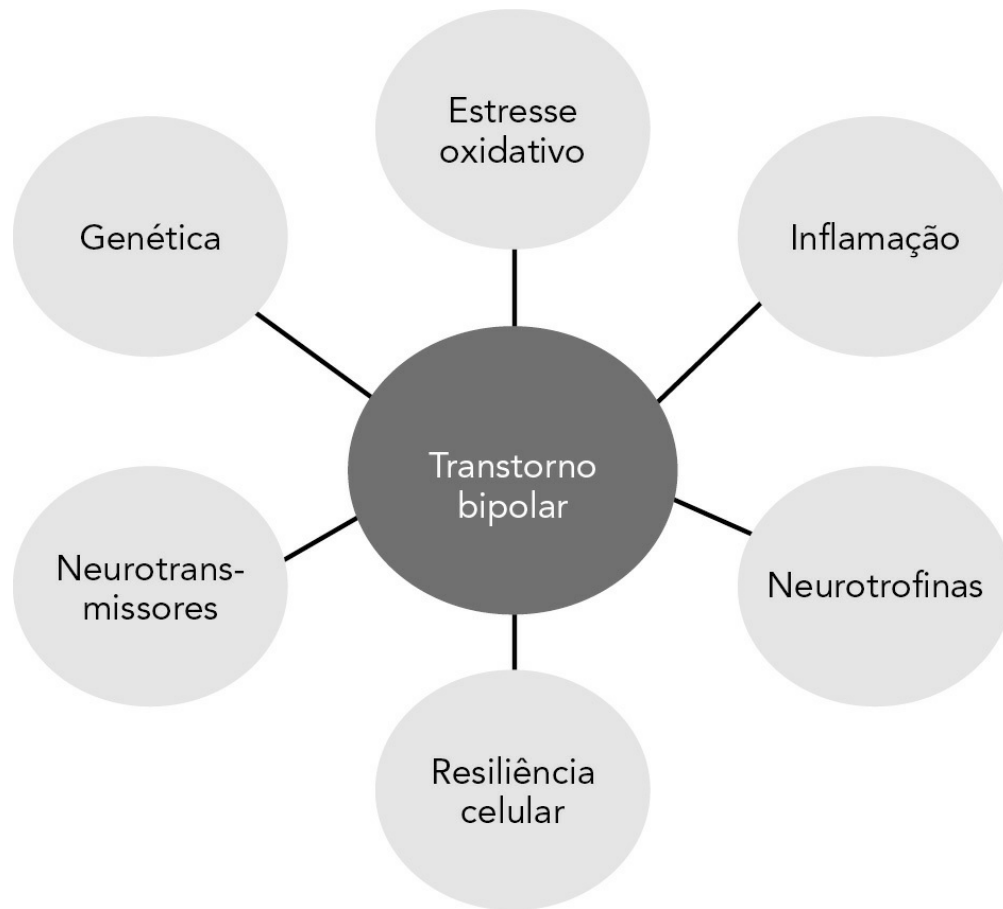 Estresse
oxidativo
Genética
Inflamação
Transtorno
bipolar
Neurotrans-
missores
Neurotrofinas
Resiliência
celular